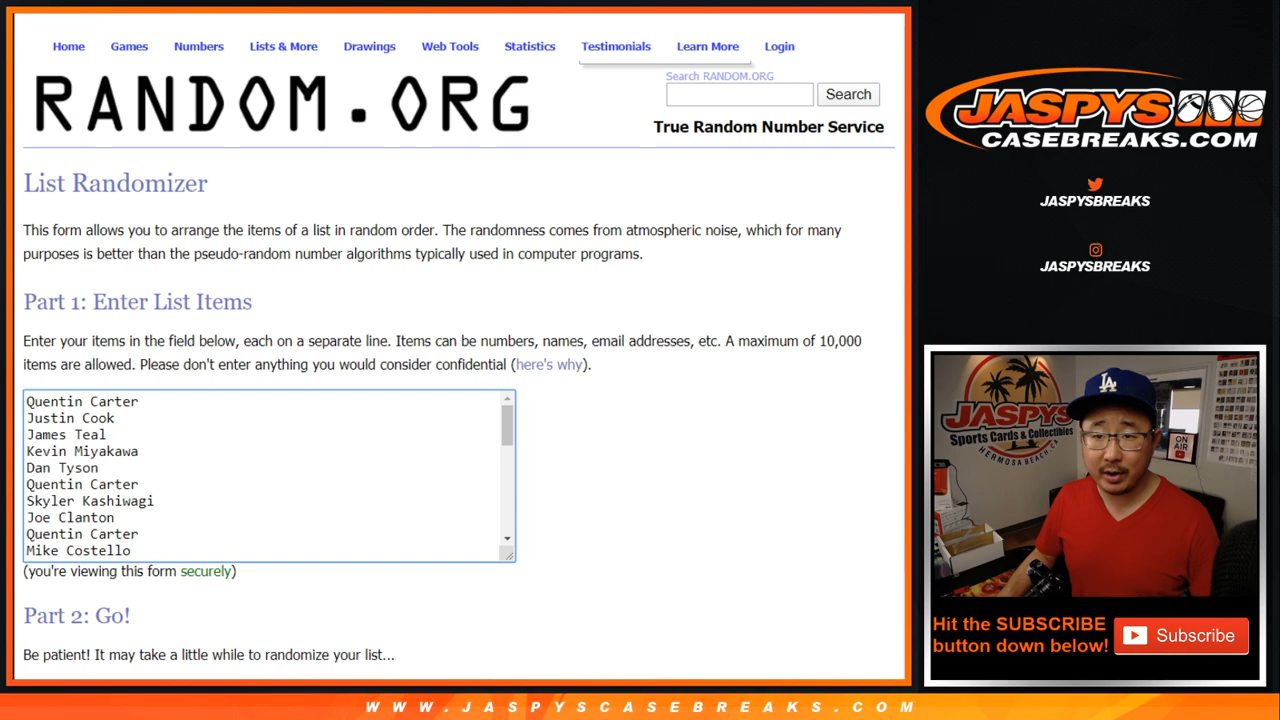 Home Games Numbers Lists & More Drawings Web Tools Statistics Testimonials Learn More Login
RANDOM.ORG
Search RANDOM.ORG
Search
True Random Number Service
List Randomizer
This form allows you to arrange the items of a list in random order. The randomness comes from atmospheric noise, which for many
purposes is better than the pseudo-random number algorithms typically used in computer programs.
Part 1: Enter List Items
Enter your items in the field below, each on a separate line. Items can be numbers, names, email addresses, etc. A maximum of 10,000
items are allowed. Please don't enter anything you would consider confidential (here's why).
Quentin Carter
Justin Cook
James Teal
Kevin Miyakawa
Dan Tyson
Quentin Carter
Skyler Kashiwagi
Joe Clanton
Quentin Carter
Mike Costello
(you're viewing this form securely)
Part 2: Go!
Be patient! It may take a little while to randomize your list...
JASPYS
CASEBREAKS.COM
JASPYSBREAKS
JASPYSBREAKS
JASPYS
Sports Cards & Collectibles
HERMOSA BEACH, CA
LA
ON
AIR
Hit the SUBSCRIBE
button down below!
Subscribe
WWW.JASPYSCASEBREAKS.COM